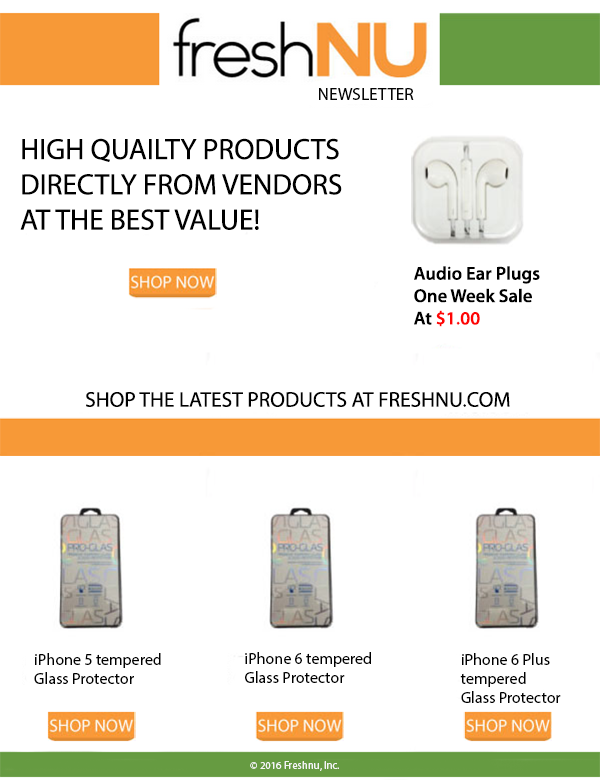 freshNU
NEWSLETTER
HIGH QUAILTY PRODUCTS
DIRECTLY FROM VENDORS
AT THE BEST VALUE!
SHOP NOW
Audio Ear Plugs
One Week Sale
At $1.00
SHOP THE LATEST PRODUCTS AT FRESHNU.COM
PRO-GLAS
PRO-GLAS
PRO-GLAS
iPhone 5 tempered
Glass Protector
SHOP NOW
iPhone 6 tempered
Glass Protector
SHOP NOW
iPhone 6 Plus
tempered
Glass Protector
SHOP NOW
© 2016 Freshnu, Inc.